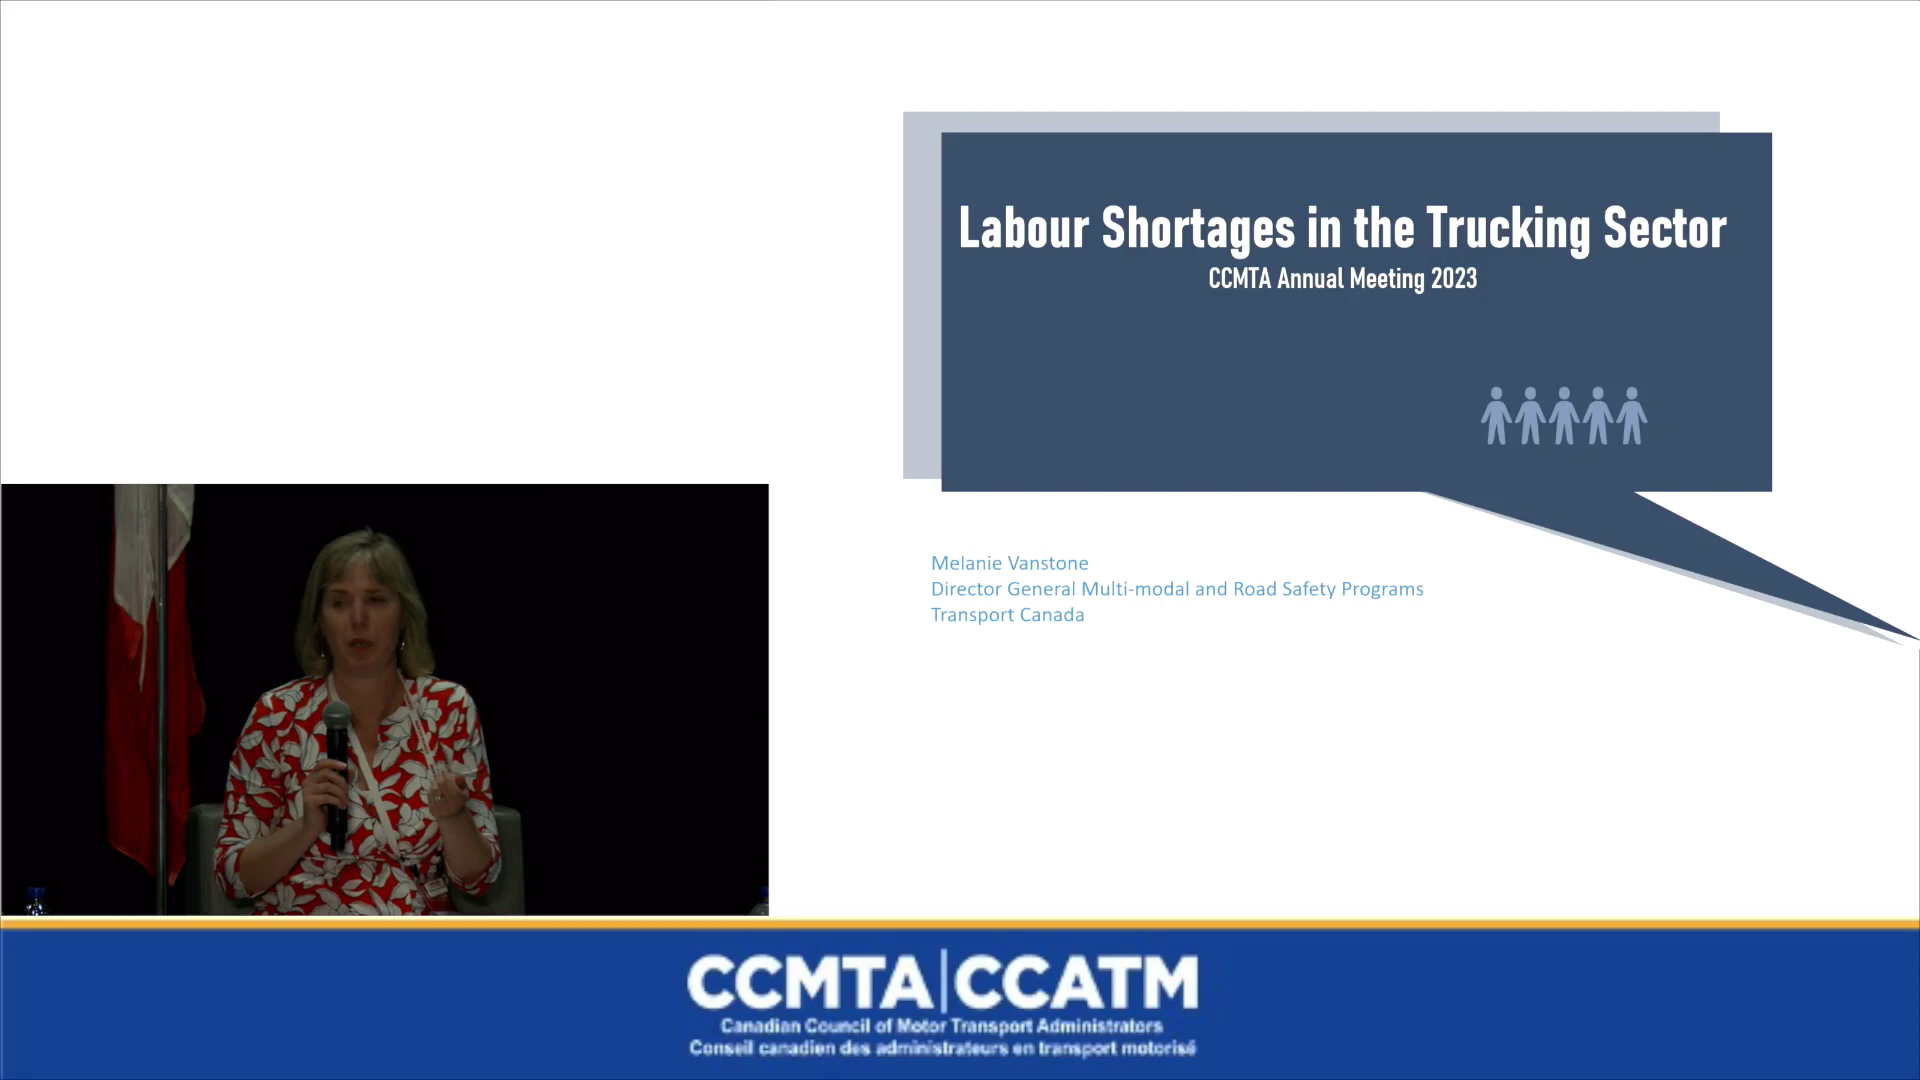 Labour Shortages in the Trucking Sector
CCMTA Annual Meeting 2023
Melanie Vanstone
Director General Multi-modal and Road Safety Programs
Transport Canada
CCMTA|CCATM
Canadian Council of Motor Transport Administrators
Conseil canadien des administrateurs en transport motorisé